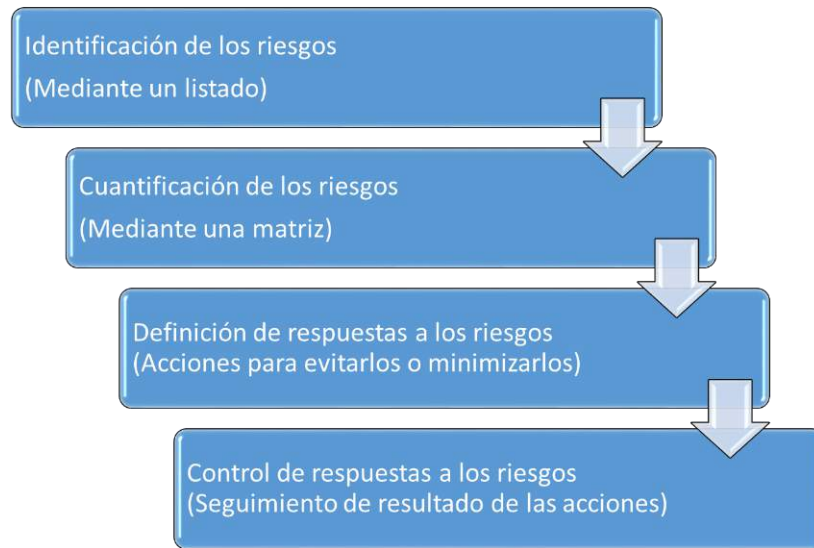 Identificación de los riesgos
(Mediante un listado)
Cuantificación de los riesgos
(Mediante una matriz)
Definición de respuestas a los riesgos
(Acciones para evitarlos o minimizarlos)
Control de respuestas a los riesgos
(Seguimiento de resultado de las acciones)